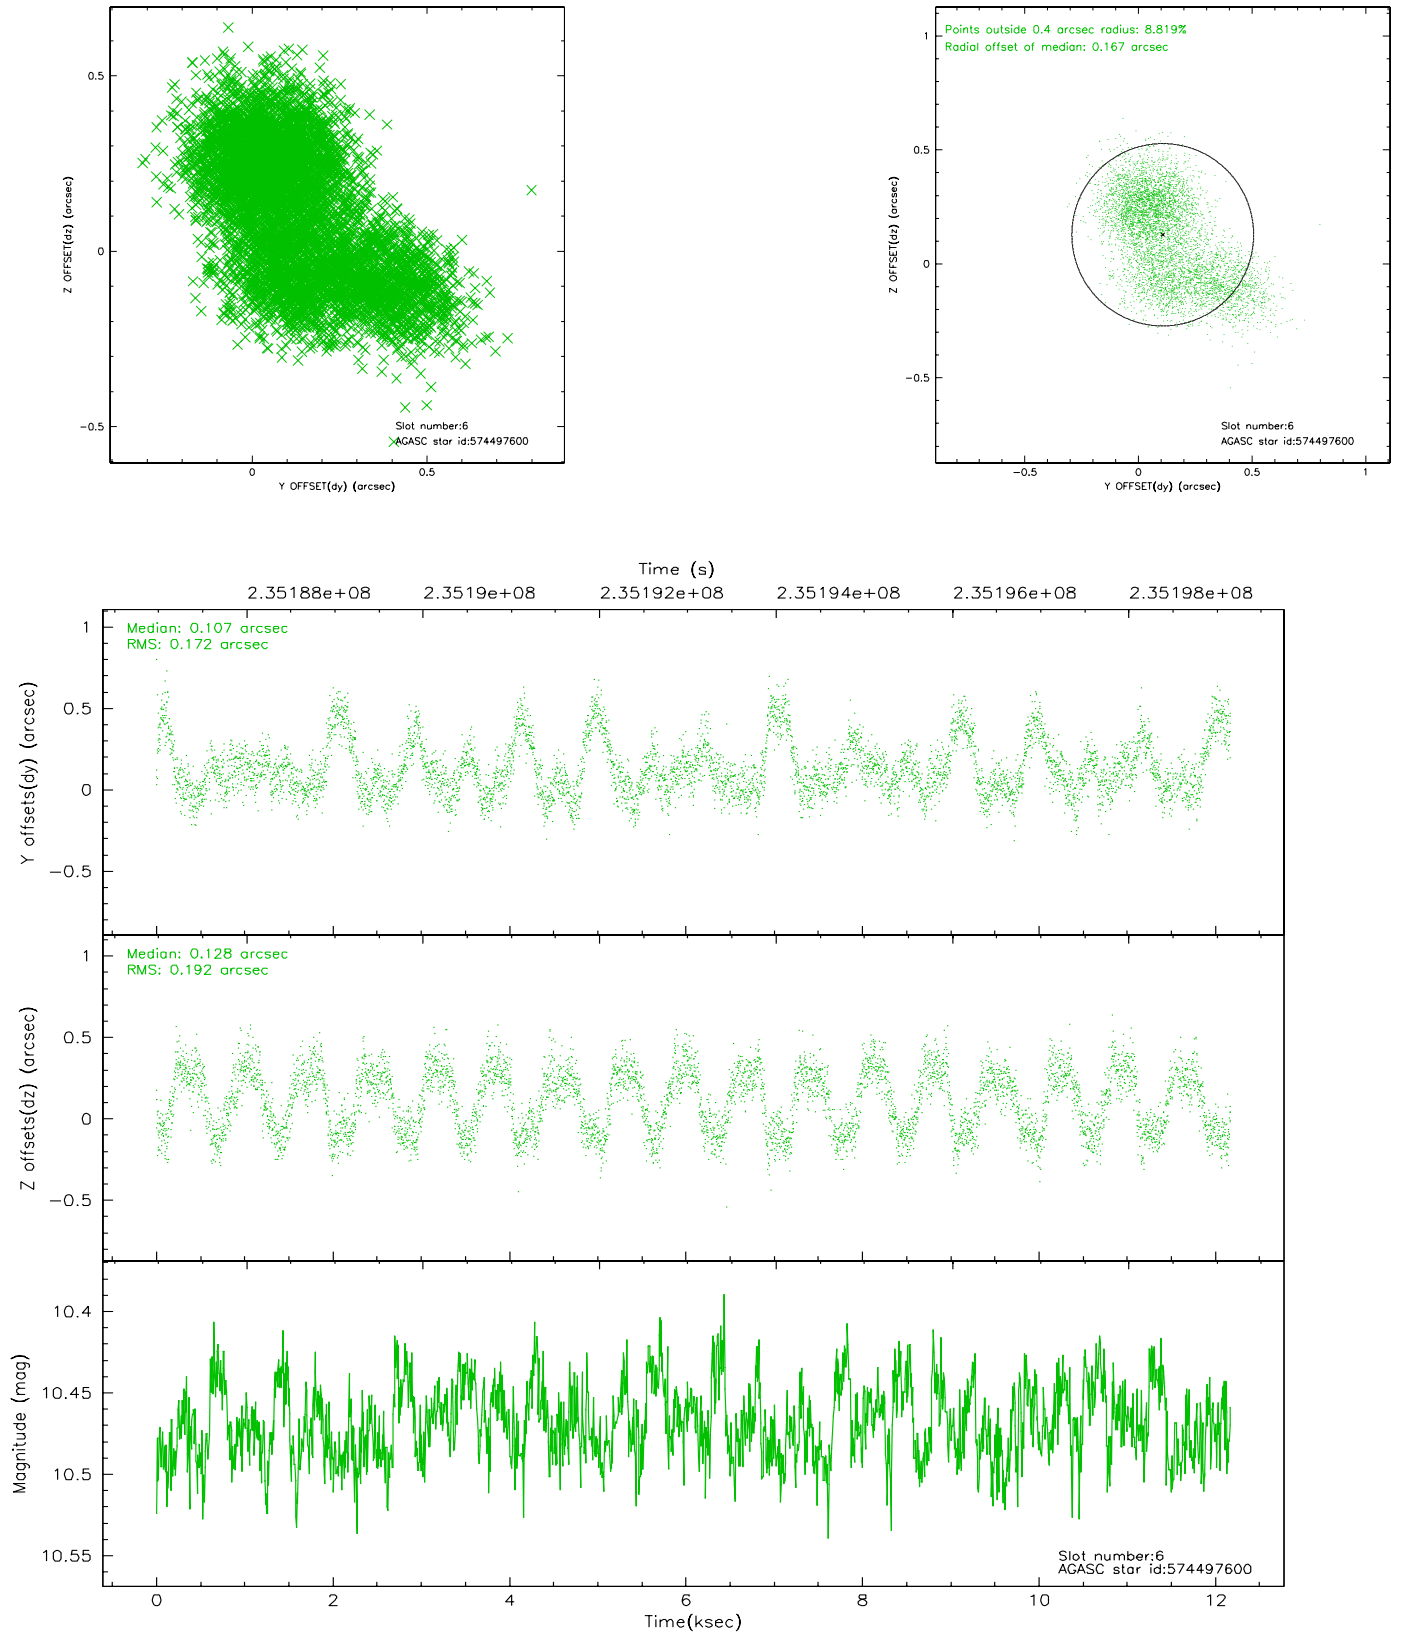 0.5
0
−0.5
Z OFFSET(dz) (arcsec)
0
0.5
Y OFFSET(dy) (arcsec)
Slot number:6
AGASC star id:574497600
Points outside 0.4 arcsec radius: 8.819%
Radial offset of median: 0.167 arcsec
1
0.5
0
−0.5
Z OFFSET(dz) (arcsec)
−0.5
0
0.5
1
Y OFFSET(dy) (arcsec)
Slot number:6
AGASC star id:574497600
Time (s)
2.35188e+08
2.3519e+08
2.35192e+08
2.35194e+08
2.35196e+08
2.35198e+08
Median: 0.107 arcsec
RMS: 0.172 arcsec
1
0.5
0
−0.5
Y offsets(dy) (arcsec)
Median: 0.128 arcsec
RMS: 0.192 arcsec
1
0.5
0
−0.5
Z offsets(dz) (arcsec)
10.4
10.45
10.5
10.55
Magnitude (mag)
Slot number:6
AGASC star id:574497600
0
2
4
6
8
10
12
Time(ksec)